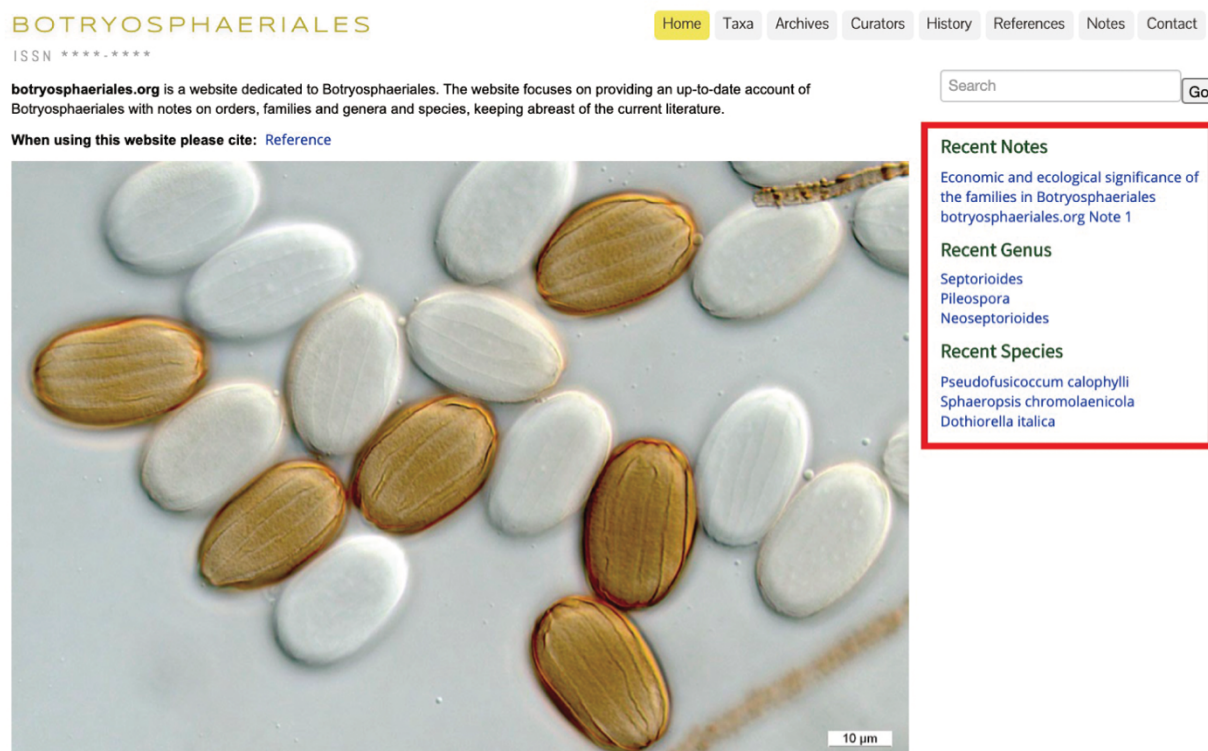 BOTRYOSPHAERIALES
ISSN ****-****
Home Taxa Archives Curators History References Notes Contact
botryosphaeriales.org is a website dedicated to Botryosphaeriales. The website focuses on providing an up-to-date account of
Botryosphaeriales with notes on orders, families and genera and species, keeping abreast of the current literature.
When using this website please cite: Reference
Search
Go
Recent Notes
Economic and ecological significance of
the families in Botryosphaeriales
botryosphaeriales.org Note 1
Recent Genus
Septorioides
Pileospora
Neoseptorioides
Recent Species
Pseudofusicoccum calophylli
Sphaeropsis chromolaenicola
Dothiorella italica
10 µm